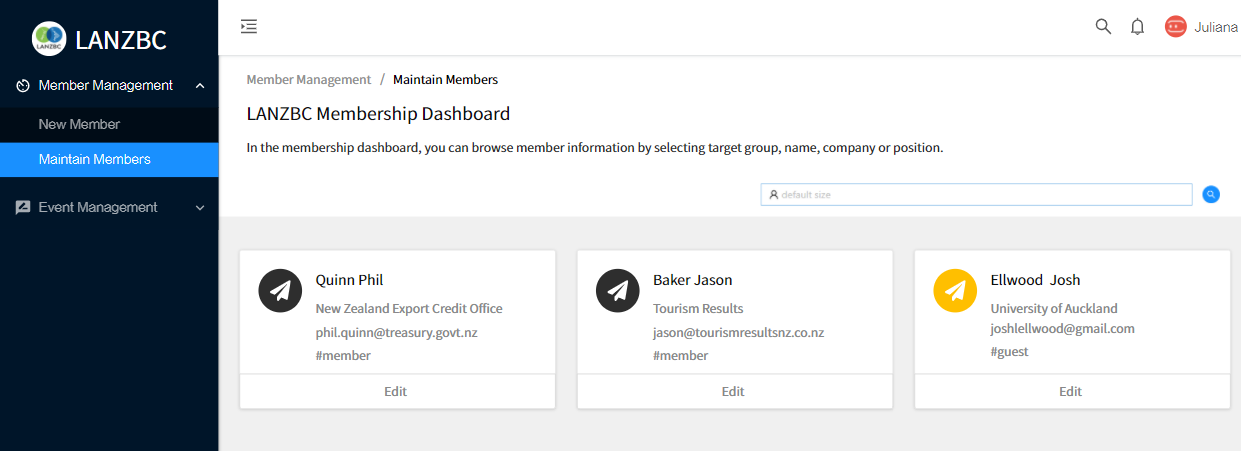 LANZBC
LANZBC
Juliana
Member Management
New Member
Maintain Members
Event Management
Member Management / Maintain Members
LANZBC Membership Dashboard
In the membership dashboard, you can browse member information by selecting target group, name, company or position.
default size
Quinn Phil
New Zealand Export Credit Office
phil.quinn@treasury.govt.nz
#member
Edit
Baker Jason
Tourism Results
jason@tourismresultsnz.co.nz
#member
Edit
Ellwood Josh
University of Auckland
joshlellwood@gmail.com
#guest
Edit